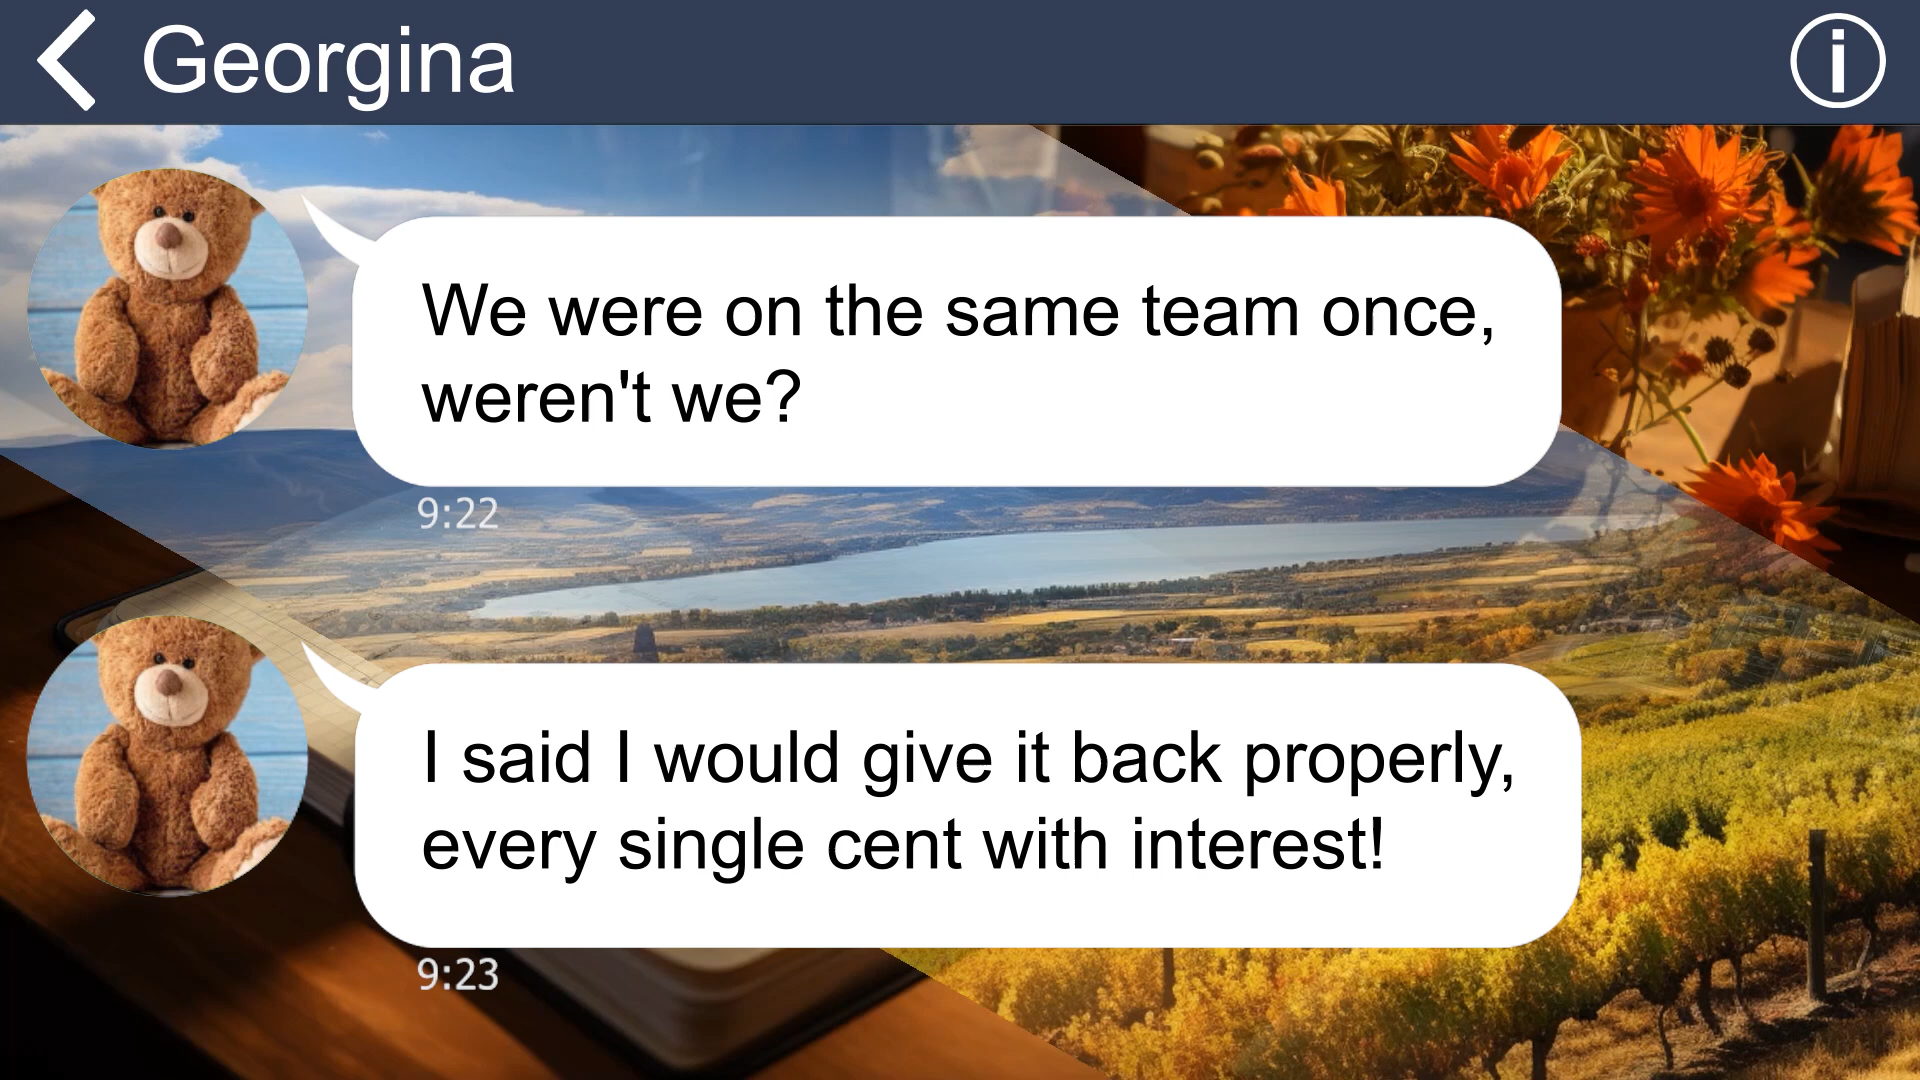 Georgina
We were on the same team once,
weren't we?
9:22
I said I would give it back properly,
every single cent with interest!
9:23